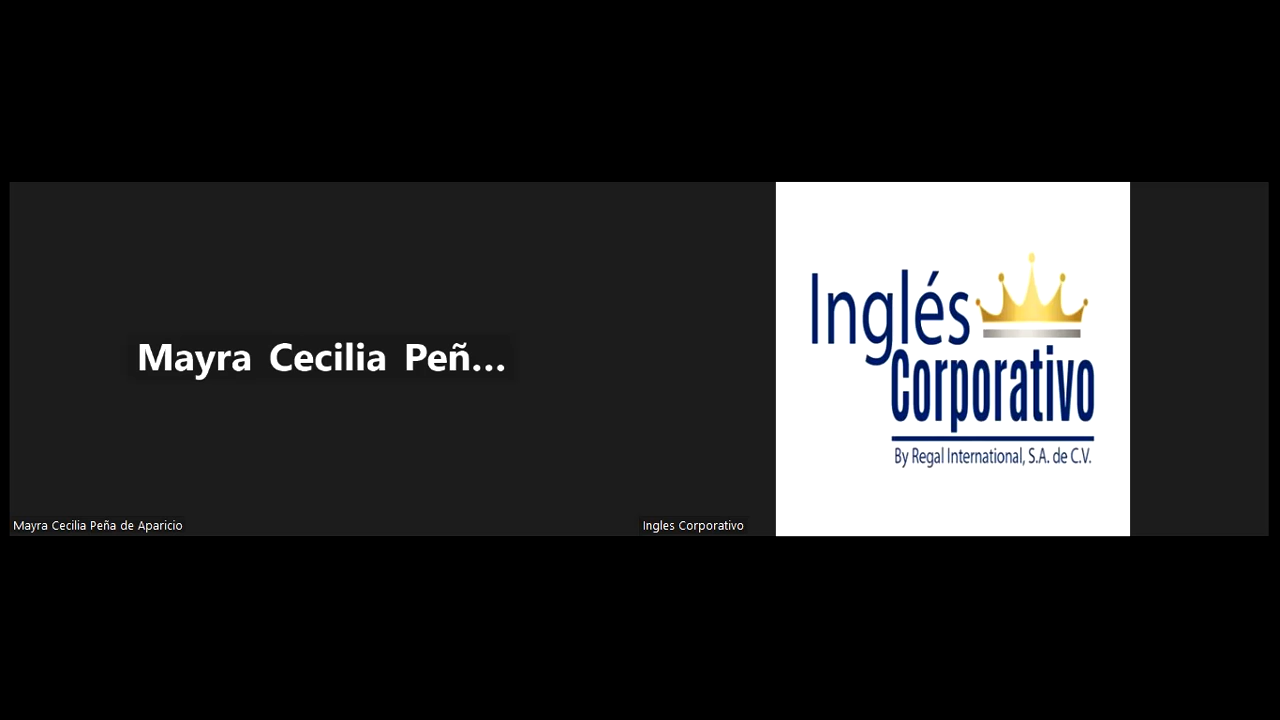 Mayra Cecilia Peñ...
Mayra Cecilia Peña de Aparicio
Inglés
Corporativo
By Regal International, S.A. de C.V.
Ingles Corporativo